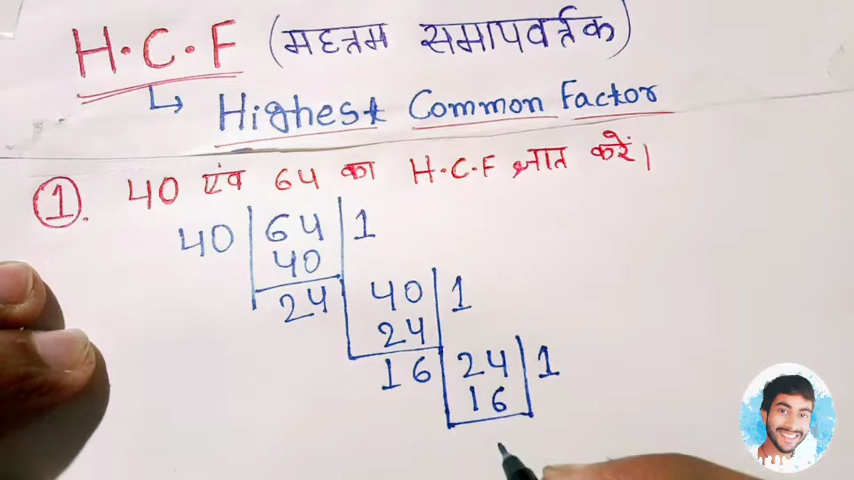 H.C.F (महत्तम समापवर्त्तक)
↳ Highest Common Factor
1. 40 एंव 64 का H.C.F ज्ञात करें।
40 | 64 | 1
40
24 | 40 | 1
24
16 | 24 | 1
16